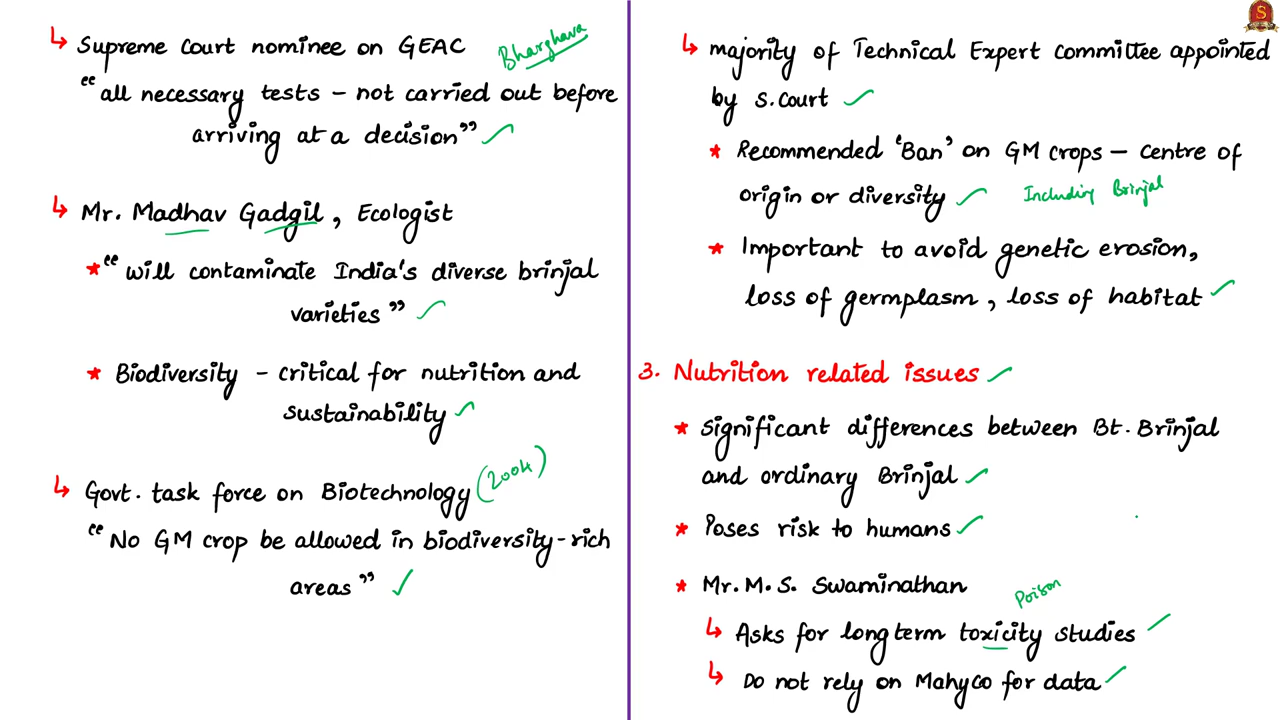 ↳ Supreme Court nominee on GEAC Bharghava
"all necessary tests – not carried out before
arriving at a decision" ✓
↳ Mr. Madhav Gadgil, Ecologist
* "will contaminate India's diverse brinjal
varieties" ✓
* Biodiversity – critical for nutrition and
sustainability ✓
↳ Govt. task force on Biotechnology (2004)
"No GM crop be allowed in biodiversity-rich
areas" ✓
S
↳ majority of Technical Expert committee appointed
by S.Court ✓
* Recommended 'Ban' on GM crops – centre of
origin or diversity ✓ Including Brinjal
* Important to avoid genetic erosion,
loss of germplasm, loss of habitat ✓
3. Nutrition related issues ✓
* significant differences between Bt. Brinjal
and ordinary Brinjal ✓
* Poses risk to humans ✓
* Mr. M. S. Swaminathan
Poison
↳ Asks for long term toxicity studies ✓
↳ Do not rely on Mahyco for data ✓